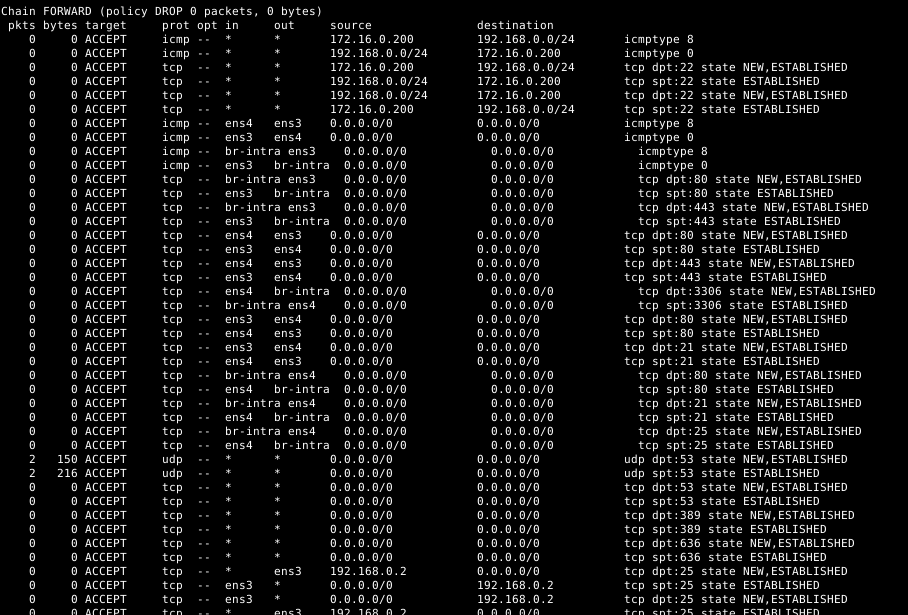 Chain FORWARD (policy DROP 0 packets, 0 bytes)
 pkts bytes target     prot opt in     out     source               destination
    0     0 ACCEPT     icmp --  *      *       172.16.0.200         192.168.0.0/24       icmptype 8
    0     0 ACCEPT     icmp --  *      *       192.168.0.0/24       172.16.0.200         icmptype 0
    0     0 ACCEPT     tcp  --  *      *       172.16.0.200         192.168.0.0/24       tcp dpt:22 state NEW,ESTABLISHED
    0     0 ACCEPT     tcp  --  *      *       192.168.0.0/24       172.16.0.200         tcp spt:22 state ESTABLISHED
    0     0 ACCEPT     tcp  --  *      *       192.168.0.0/24       172.16.0.200         tcp dpt:22 state NEW,ESTABLISHED
    0     0 ACCEPT     tcp  --  *      *       172.16.0.200         192.168.0.0/24       tcp spt:22 state ESTABLISHED
    0     0 ACCEPT     icmp --  ens4   ens3    0.0.0.0/0            0.0.0.0/0            icmptype 8
    0     0 ACCEPT     icmp --  ens3   ens4    0.0.0.0/0            0.0.0.0/0            icmptype 0
    0     0 ACCEPT     icmp --  br-intra ens3    0.0.0.0/0            0.0.0.0/0            icmptype 8
    0     0 ACCEPT     icmp --  ens3   br-intra  0.0.0.0/0            0.0.0.0/0            icmptype 0
    0     0 ACCEPT     tcp  --  br-intra ens3    0.0.0.0/0            0.0.0.0/0            tcp dpt:80 state NEW,ESTABLISHED
    0     0 ACCEPT     tcp  --  ens3   br-intra  0.0.0.0/0            0.0.0.0/0            tcp spt:80 state ESTABLISHED
    0     0 ACCEPT     tcp  --  br-intra ens3    0.0.0.0/0            0.0.0.0/0            tcp dpt:443 state NEW,ESTABLISHED
    0     0 ACCEPT     tcp  --  ens3   br-intra  0.0.0.0/0            0.0.0.0/0            tcp spt:443 state ESTABLISHED
    0     0 ACCEPT     tcp  --  ens4   ens3    0.0.0.0/0            0.0.0.0/0            tcp dpt:80 state NEW,ESTABLISHED
    0     0 ACCEPT     tcp  --  ens3   ens4    0.0.0.0/0            0.0.0.0/0            tcp spt:80 state ESTABLISHED
    0     0 ACCEPT     tcp  --  ens4   ens3    0.0.0.0/0            0.0.0.0/0            tcp dpt:443 state NEW,ESTABLISHED
    0     0 ACCEPT     tcp  --  ens3   ens4    0.0.0.0/0            0.0.0.0/0            tcp spt:443 state ESTABLISHED
    0     0 ACCEPT     tcp  --  ens4   br-intra  0.0.0.0/0            0.0.0.0/0            tcp dpt:3306 state NEW,ESTABLISHED
    0     0 ACCEPT     tcp  --  br-intra ens4    0.0.0.0/0            0.0.0.0/0            tcp spt:3306 state ESTABLISHED
    0     0 ACCEPT     tcp  --  ens3   ens4    0.0.0.0/0            0.0.0.0/0            tcp dpt:80 state NEW,ESTABLISHED
    0     0 ACCEPT     tcp  --  ens4   ens3    0.0.0.0/0            0.0.0.0/0            tcp spt:80 state ESTABLISHED
    0     0 ACCEPT     tcp  --  ens3   ens4    0.0.0.0/0            0.0.0.0/0            tcp dpt:21 state NEW,ESTABLISHED
    0     0 ACCEPT     tcp  --  ens4   ens3    0.0.0.0/0            0.0.0.0/0            tcp spt:21 state ESTABLISHED
    0     0 ACCEPT     tcp  --  br-intra ens4    0.0.0.0/0            0.0.0.0/0            tcp dpt:80 state NEW,ESTABLISHED
    0     0 ACCEPT     tcp  --  ens4   br-intra  0.0.0.0/0            0.0.0.0/0            tcp spt:80 state ESTABLISHED
    0     0 ACCEPT     tcp  --  br-intra ens4    0.0.0.0/0            0.0.0.0/0            tcp dpt:21 state NEW,ESTABLISHED
    0     0 ACCEPT     tcp  --  ens4   br-intra  0.0.0.0/0            0.0.0.0/0            tcp spt:21 state ESTABLISHED
    0     0 ACCEPT     tcp  --  br-intra ens4    0.0.0.0/0            0.0.0.0/0            tcp dpt:25 state NEW,ESTABLISHED
    0     0 ACCEPT     tcp  --  ens4   br-intra  0.0.0.0/0            0.0.0.0/0            tcp spt:25 state ESTABLISHED
    2   150 ACCEPT     udp  --  *      *       0.0.0.0/0            0.0.0.0/0            udp dpt:53 state NEW,ESTABLISHED
    2   216 ACCEPT     udp  --  *      *       0.0.0.0/0            0.0.0.0/0            udp spt:53 state ESTABLISHED
    0     0 ACCEPT     tcp  --  *      *       0.0.0.0/0            0.0.0.0/0            tcp dpt:53 state NEW,ESTABLISHED
    0     0 ACCEPT     tcp  --  *      *       0.0.0.0/0            0.0.0.0/0            tcp spt:53 state ESTABLISHED
    0     0 ACCEPT     tcp  --  *      *       0.0.0.0/0            0.0.0.0/0            tcp dpt:389 state NEW,ESTABLISHED
    0     0 ACCEPT     tcp  --  *      *       0.0.0.0/0            0.0.0.0/0            tcp spt:389 state ESTABLISHED
    0     0 ACCEPT     tcp  --  *      *       0.0.0.0/0            0.0.0.0/0            tcp dpt:636 state NEW,ESTABLISHED
    0     0 ACCEPT     tcp  --  *      *       0.0.0.0/0            0.0.0.0/0            tcp spt:636 state ESTABLISHED
    0     0 ACCEPT     tcp  --  *      ens3    192.168.0.2          0.0.0.0/0            tcp dpt:25 state NEW,ESTABLISHED
    0     0 ACCEPT     tcp  --  ens3   *       0.0.0.0/0            192.168.0.2          tcp spt:25 state ESTABLISHED
    0     0 ACCEPT     tcp  --  ens3   *       0.0.0.0/0            192.168.0.2          tcp dpt:25 state NEW,ESTABLISHED
    0     0 ACCEPT     tcp  --  *      ens3    192.168.0.2          0.0.0.0/0            tcp spt:25 state ESTABLISHED